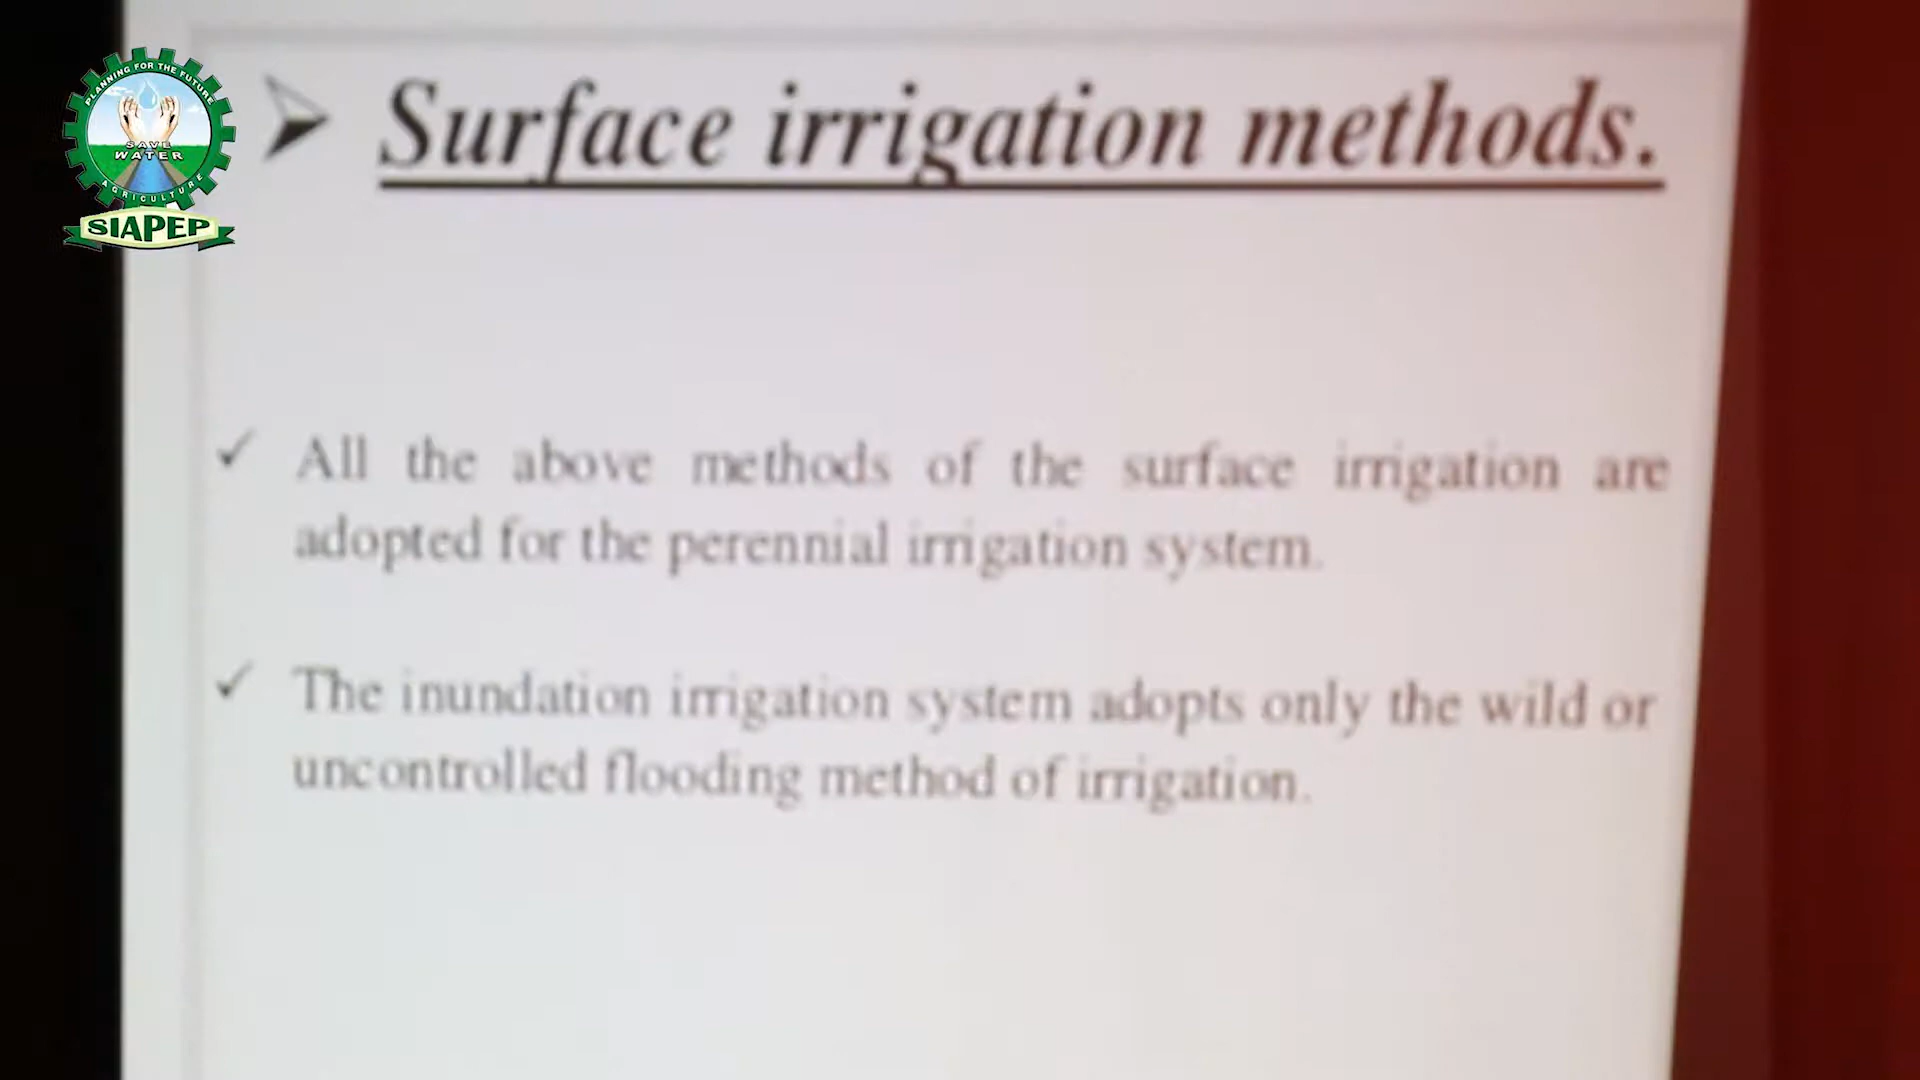 PLANNING FOR THE FUTURE
SAVE
WATER
AGRICULTURE
SIAPEP
Surface irrigation methods.
All the above methods of the surface irrigation are
adopted for the perennial irrigation system.
The inundation irrigation system adopts only the wild or
uncontrolled flooding method of irrigation.